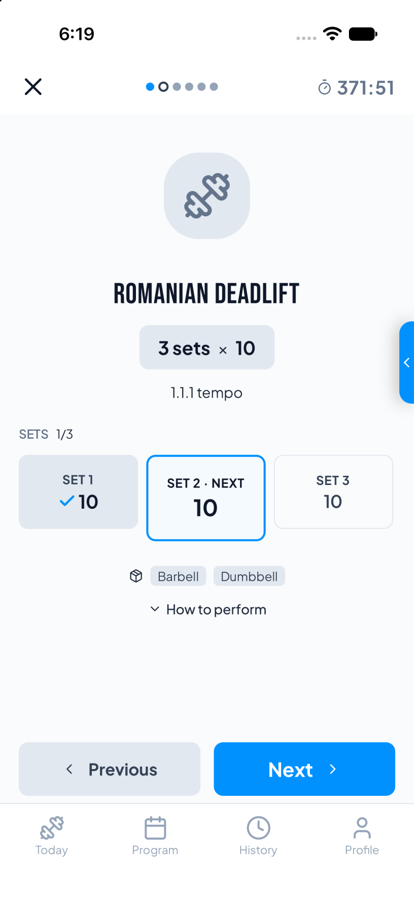 6:19
371:51
ROMANIAN DEADLIFT
3 sets × 10
1.1.1 tempo
SETS 1/3
SET 1
10
SET 2 · NEXT
10
SET 3
10
Barbell Dumbbell
How to perform
Previous Next
Today Program History Profile